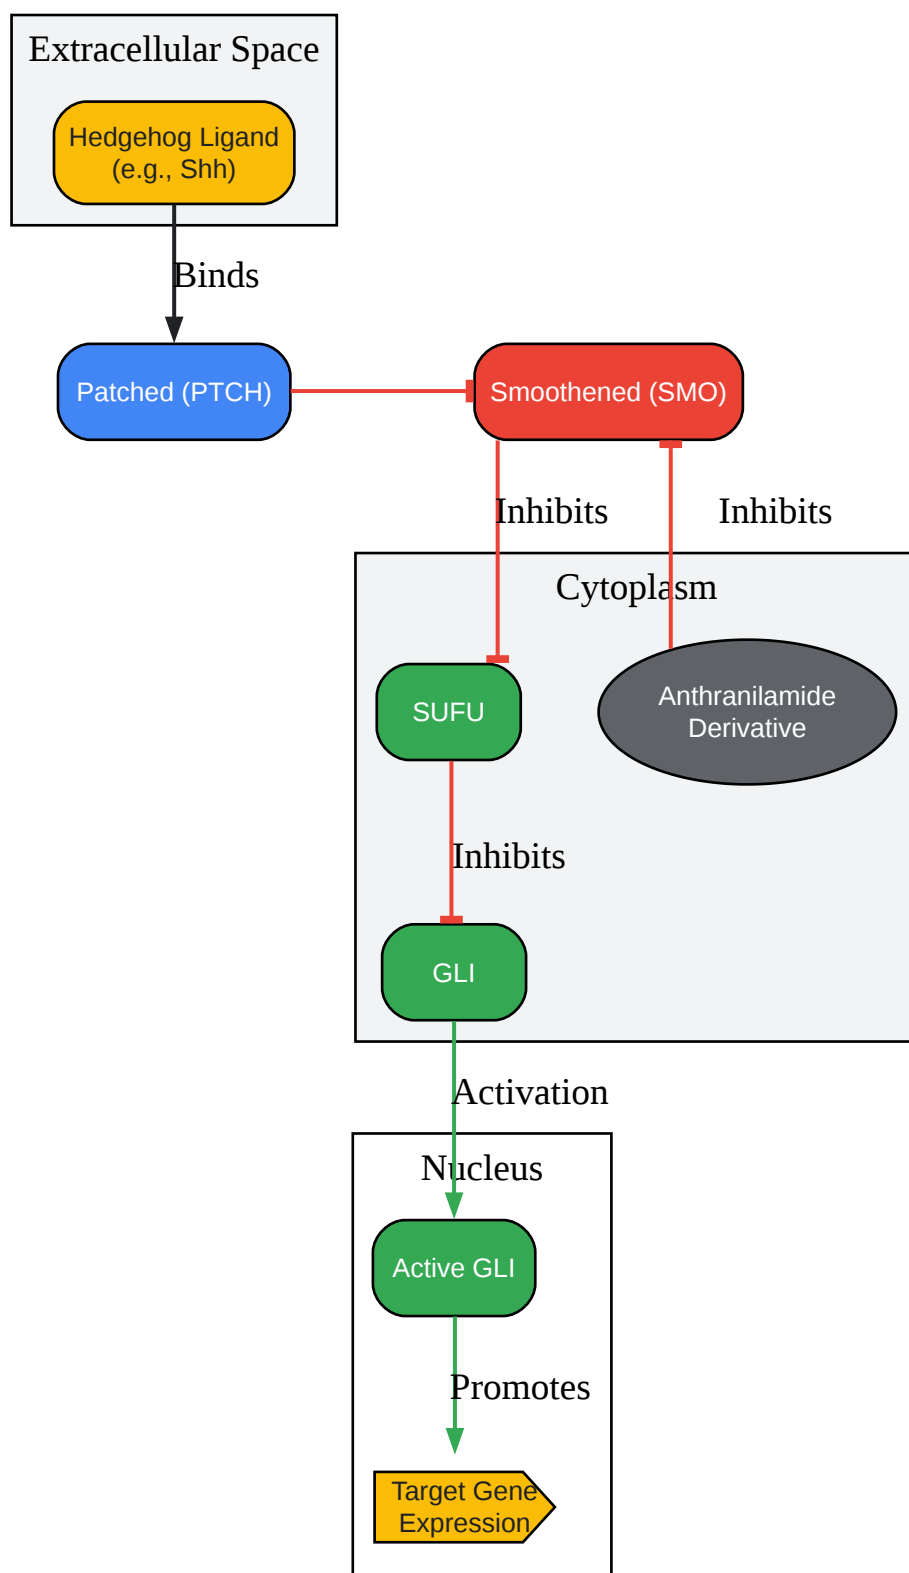 Extracellular Space
Hedgehog Ligand
(e.g., Shh)
Binds
Patched (PTCH)
Smoothened (SMO)
Inhibits
Inhibits
Cytoplasm
SUFU
Anthranilamide
Derivative
Inhibits
GLI
Activation
Nucleus
Active GLI
Promotes
Target Gene
Expression